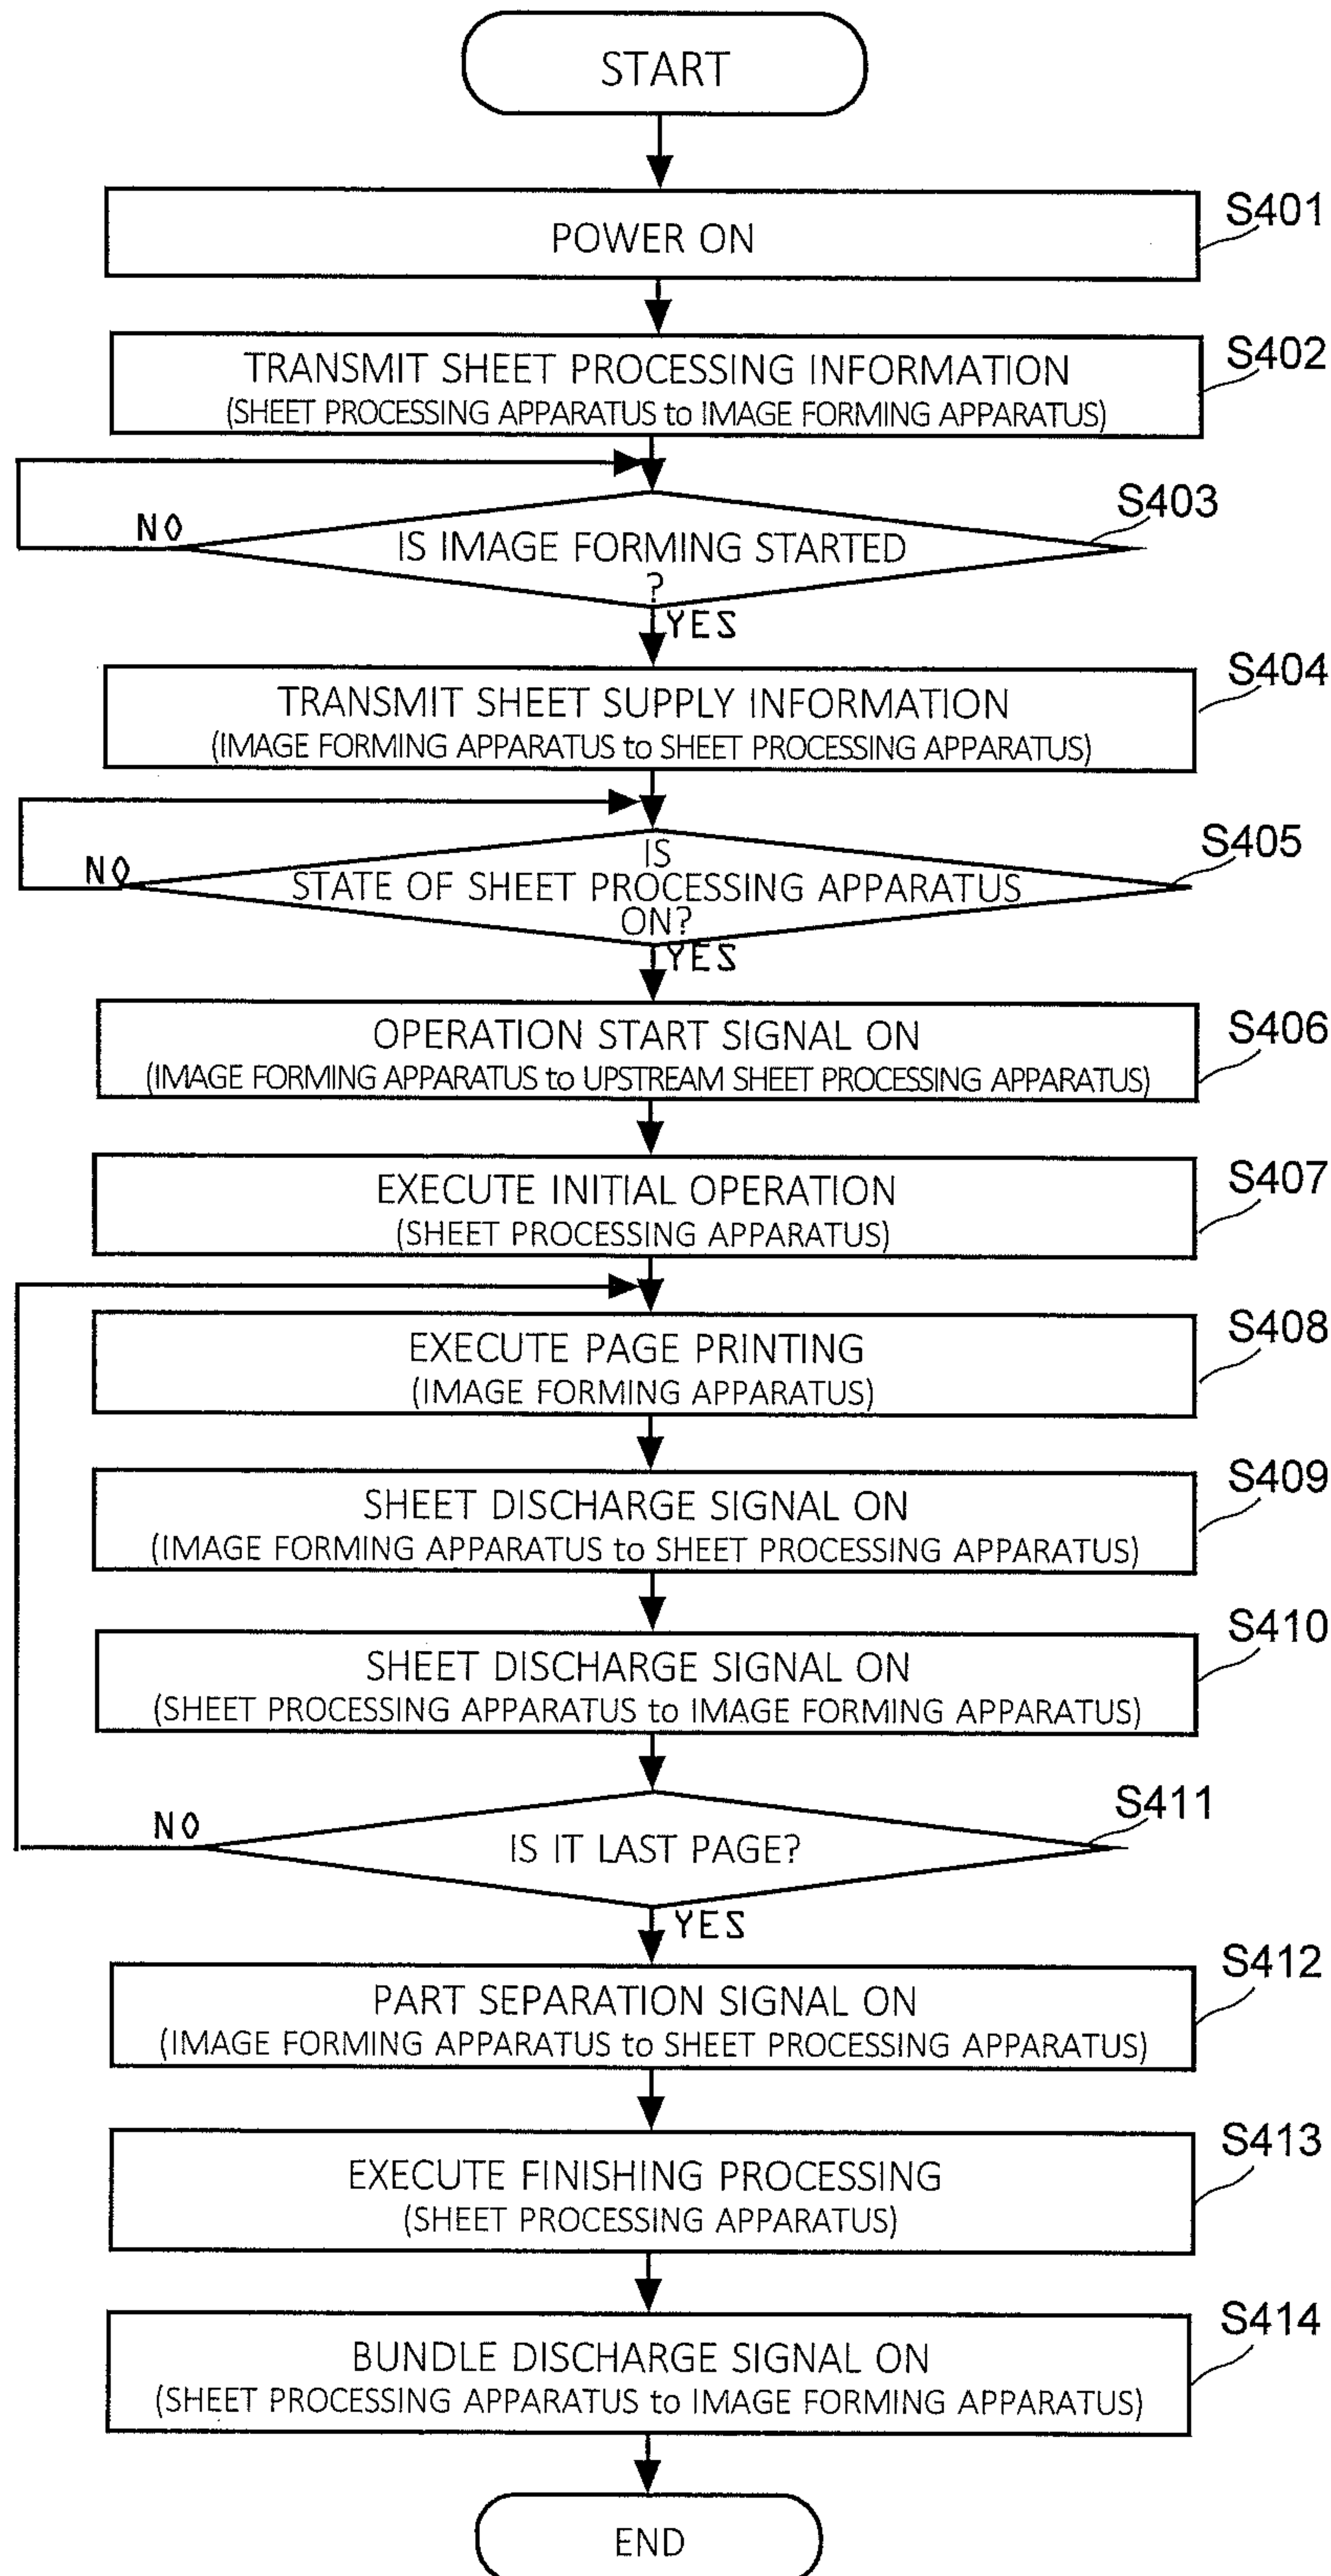 START
POWER ON
S401
TRANSMIT SHEET PROCESSING INFORMATION
(SHEET PROCESSING APPARATUS to IMAGE FORMING APPARATUS)
S402
NO
IS IMAGE FORMING STARTED
?
S403
YES
TRANSMIT SHEET SUPPLY INFORMATION
(IMAGE FORMING APPARATUS to SHEET PROCESSING APPARATUS)
S404
NO
IS
STATE OF SHEET PROCESSING APPARATUS
ON?
S405
YES
OPERATION START SIGNAL ON
(IMAGE FORMING APPARATUS to UPSTREAM SHEET PROCESSING APPARATUS)
S406
EXECUTE INITIAL OPERATION
(SHEET PROCESSING APPARATUS)
S407
EXECUTE PAGE PRINTING
(IMAGE FORMING APPARATUS)
S408
SHEET DISCHARGE SIGNAL ON
(IMAGE FORMING APPARATUS to SHEET PROCESSING APPARATUS)
S409
SHEET DISCHARGE SIGNAL ON
(SHEET PROCESSING APPARATUS to IMAGE FORMING APPARATUS)
S410
NO
IS IT LAST PAGE?
S411
YES
PART SEPARATION SIGNAL ON
(IMAGE FORMING APPARATUS to SHEET PROCESSING APPARATUS)
S412
EXECUTE FINISHING PROCESSING
(SHEET PROCESSING APPARATUS)
S413
BUNDLE DISCHARGE SIGNAL ON
(SHEET PROCESSING APPARATUS to IMAGE FORMING APPARATUS)
S414
END